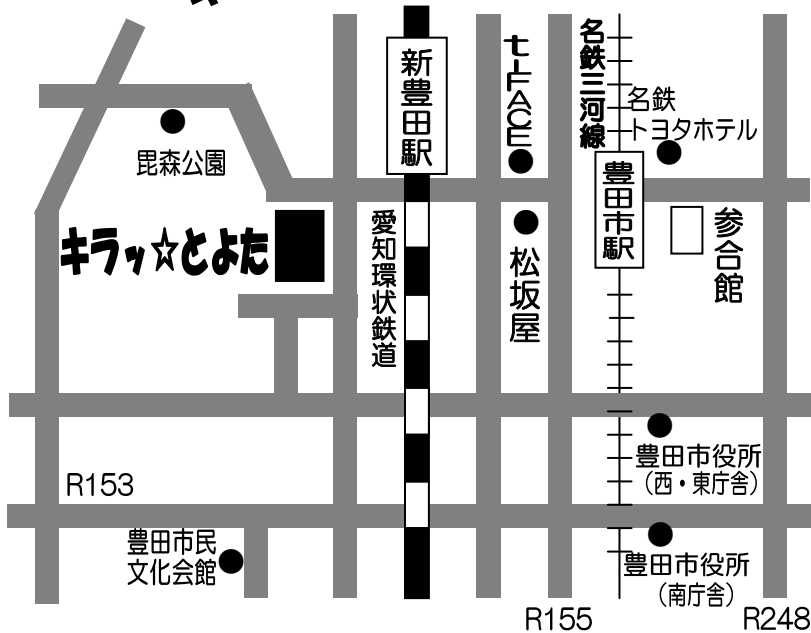 新豊田駅
t-FACE
名鉄三河線
名鉄
トヨタホテル
毘森公園
豊田市駅
参合館
キラッ☆とよた
愛知環状鉄道
松坂屋
豊田市役所
（西・東庁舎）
R153
豊田市民
文化会館
豊田市役所
（南庁舎）
R155
R248